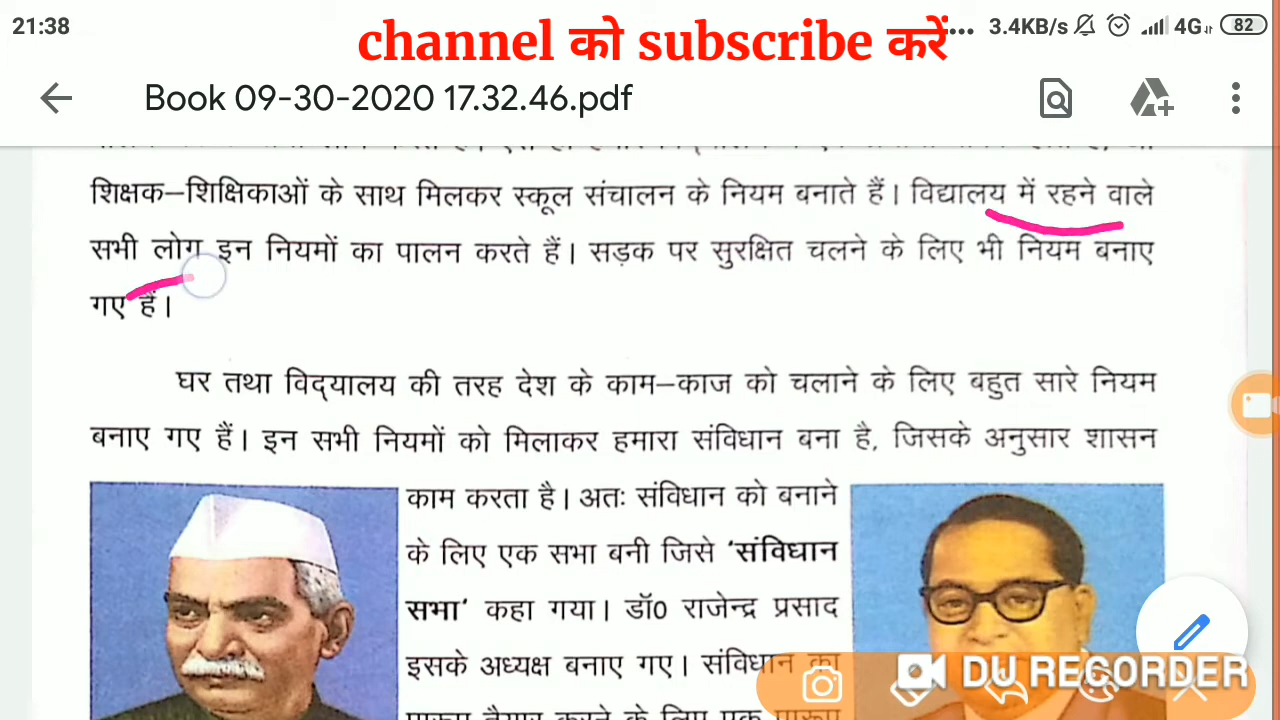 channel को subscribe करें
21:38 ... 3.4KB/s 4G 82
Book 09-30-2020 17.32.46.pdf
शिक्षक–शिक्षिकाओं के साथ मिलकर स्कूल संचालन के नियम बनाते हैं। विद्यालय में रहने वाले
सभी लोग इन नियमों का पालन करते हैं। सड़क पर सुरक्षित चलने के लिए भी नियम बनाए
गए हैं।
घर तथा विद्यालय की तरह देश के काम–काज को चलाने के लिए बहुत सारे नियम
बनाए गए हैं। इन सभी नियमों को मिलाकर हमारा संविधान बना है, जिसके अनुसार शासन
काम करता है। अतः संविधान को बनाने
के लिए एक सभा बनी जिसे 'संविधान
सभा' कहा गया। डॉ0 राजेन्द्र प्रसाद
इसके अध्यक्ष बनाए गए। संविधान का
DU RECORDER